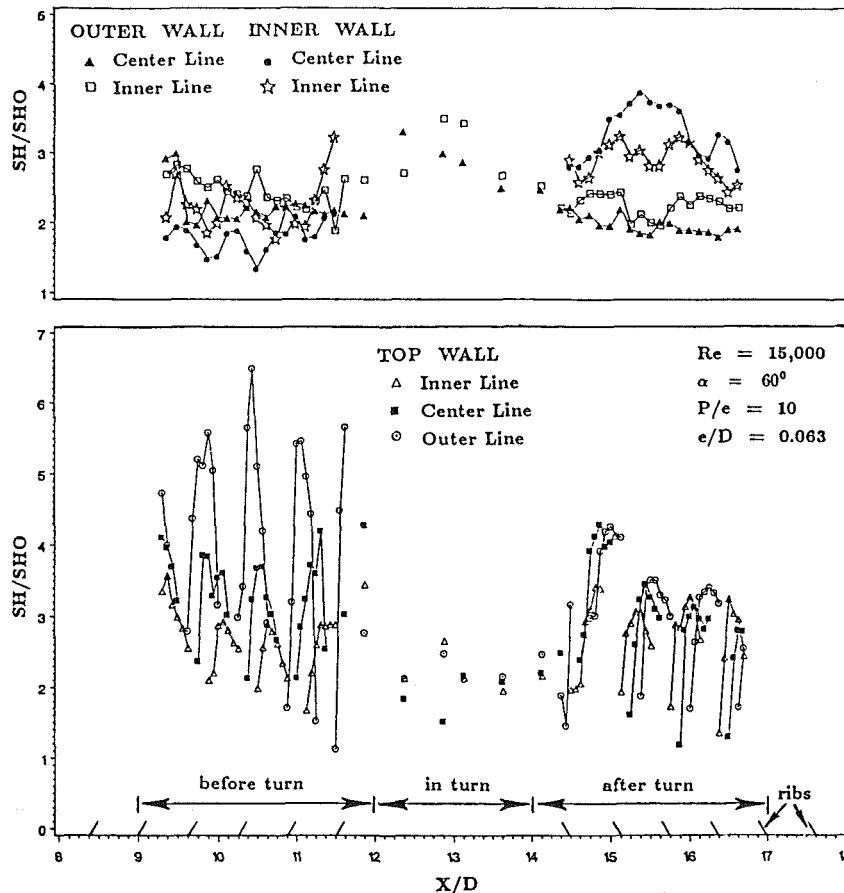 5
4
3
2
1
SH/SHO
OUTER WALL INNER WALL
Center Line Center Line
Inner Line Inner Line
7
6
5
4
3
2
1
0
SH/SHO
TOP WALL
Inner Line
Center Line
Outer Line
Re = 15,000
α = 60⁰
P/e = 10
e/D = 0.063
before turn in turn after turn ribs
8 9 10 11 12 13 14 15 16 17 18
X/D